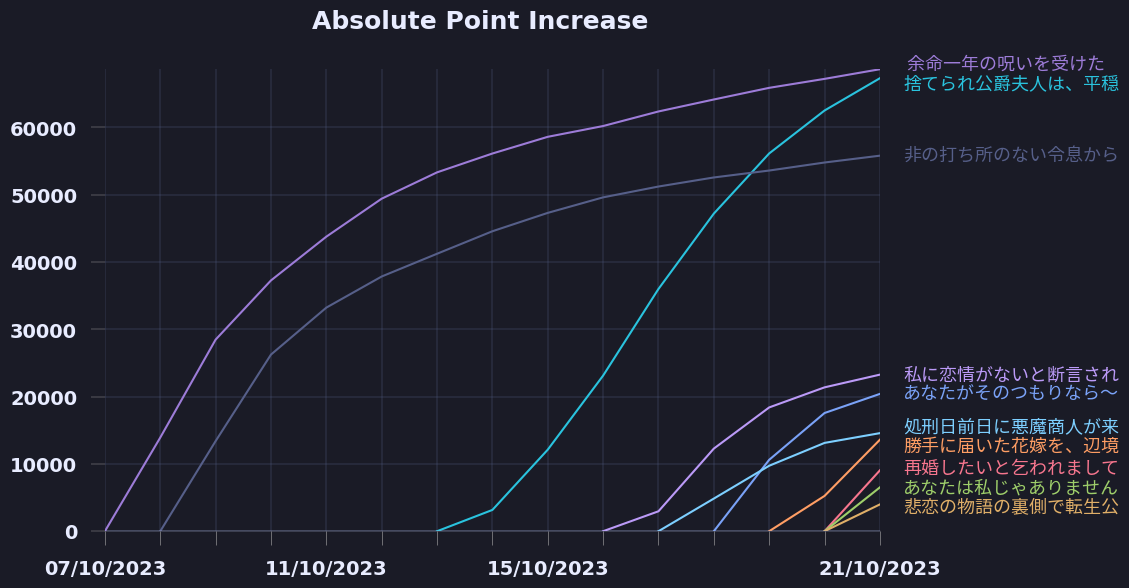 Absolute Point Increase
余命一年の呪いを受けた
捨てられ公爵夫人は、平穏
60000
非の打ち所のない令息から
50000
40000
30000
私に恋情がないと断言され
20000
あなたがそのつもりなら〜
処刑日前日に悪魔商人が来
勝手に届いた花嫁を、辺境
10000
再婚したいと乞われまして
あなたは私じゃありません
悲恋の物語の裏側で転生公
0
07/10/2023
11/10/2023
15/10/2023
21/10/2023